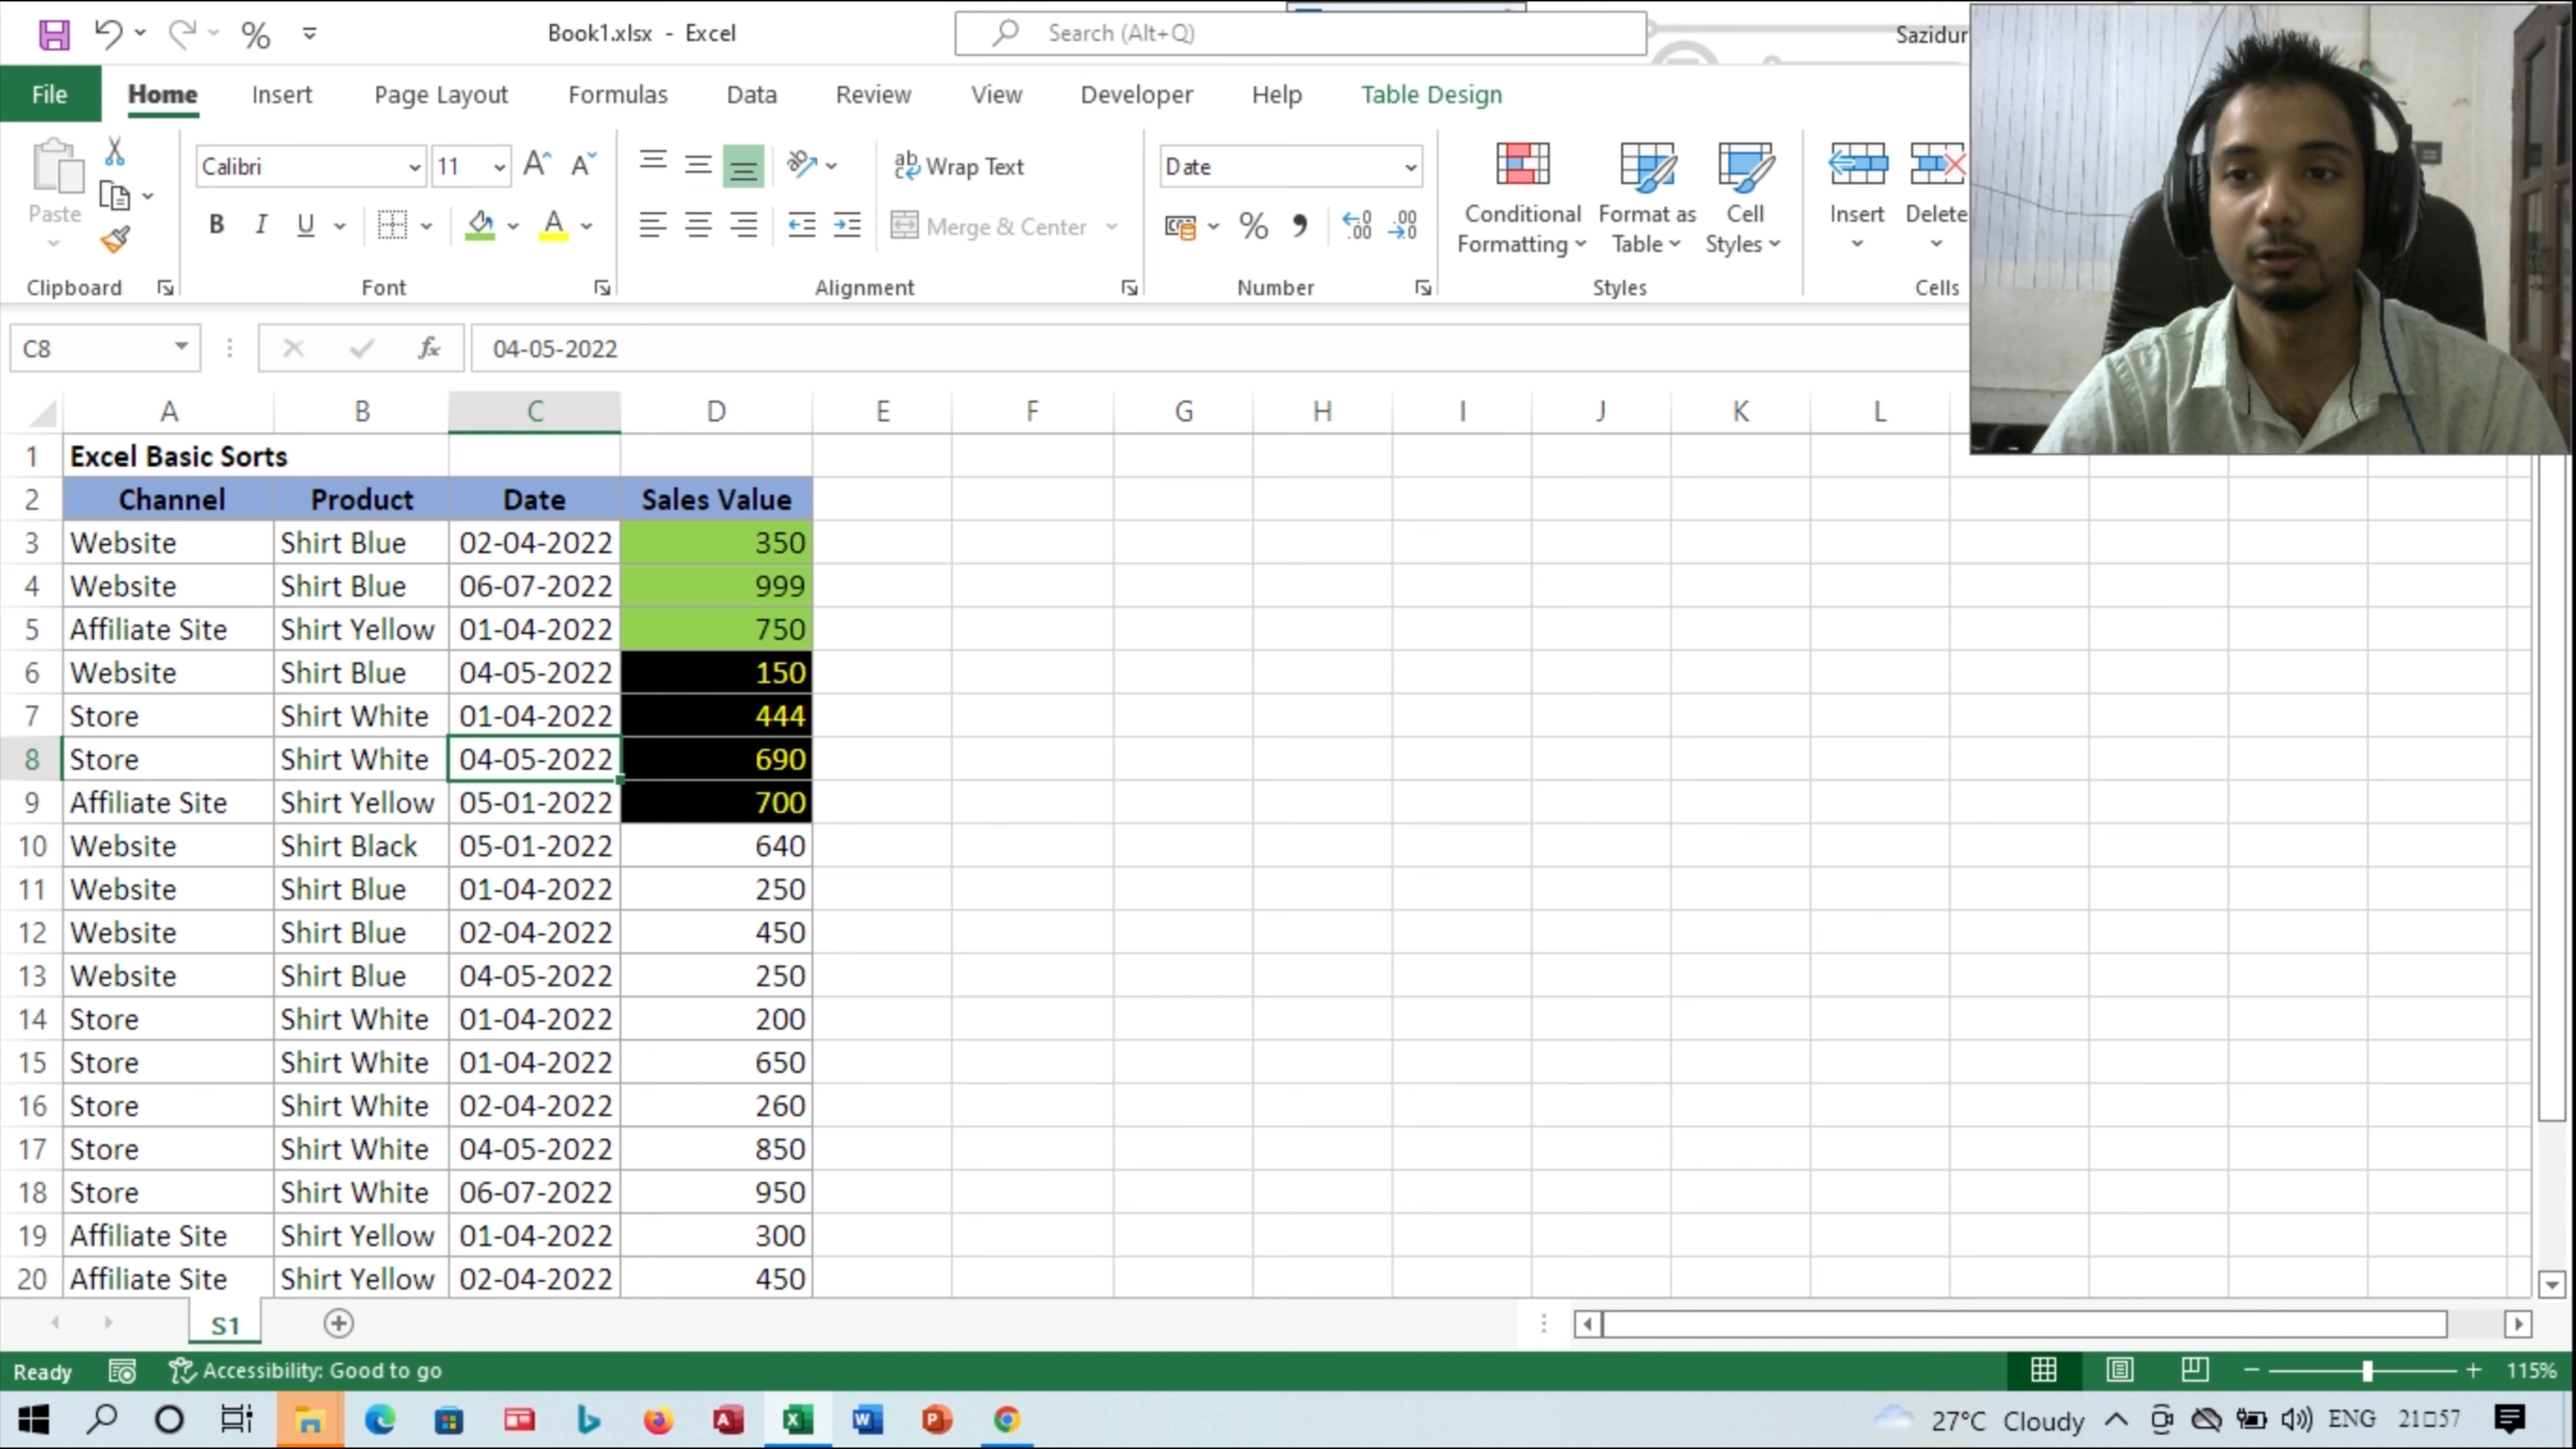 Book1.xlsx - Excel
Search (Alt+Q)
Sazidur
File Home Insert Page Layout Formulas Data Review View Developer Help Table Design
Paste
Calibri 11
Wrap Text
Date
B I U
Merge & Center
Conditional Formatting
Format as Table
Cell Styles
Insert
Delete
Clipboard Font Alignment Number Styles Cells
C8 fx 04-05-2022
A B C D E F G H I J K L
1 Excel Basic Sorts
2 Channel Product Date Sales Value
3 Website Shirt Blue 02-04-2022 350
4 Website Shirt Blue 06-07-2022 999
5 Affiliate Site Shirt Yellow 01-04-2022 750
6 Website Shirt Blue 04-05-2022 150
7 Store Shirt White 01-04-2022 444
8 Store Shirt White 04-05-2022 690
9 Affiliate Site Shirt Yellow 05-01-2022 700
10 Website Shirt Black 05-01-2022 640
11 Website Shirt Blue 01-04-2022 250
12 Website Shirt Blue 02-04-2022 450
13 Website Shirt Blue 04-05-2022 250
14 Store Shirt White 01-04-2022 200
15 Store Shirt White 01-04-2022 650
16 Store Shirt White 02-04-2022 260
17 Store Shirt White 04-05-2022 850
18 Store Shirt White 06-07-2022 950
19 Affiliate Site Shirt Yellow 01-04-2022 300
20 Affiliate Site Shirt Yellow 02-04-2022 450
S1
Ready Accessibility: Good to go 115%
27°C Cloudy ENG 21□57